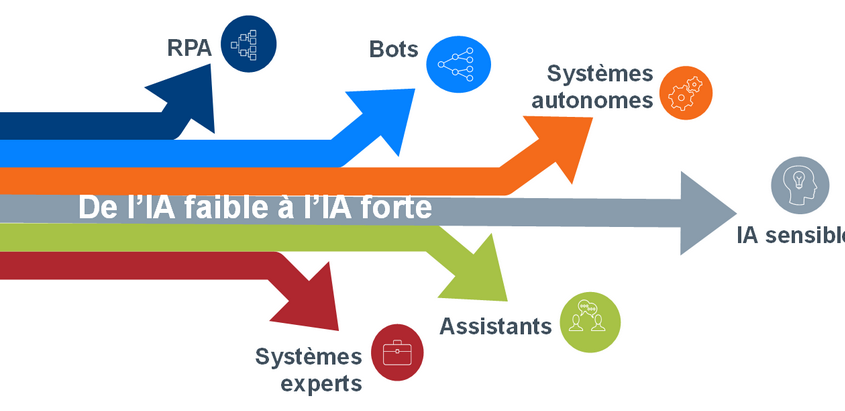 RPA
Bots
Systèmes
autonomes
De l’IA faible à l’IA forte
IA sensible
Assistants
Systèmes
experts